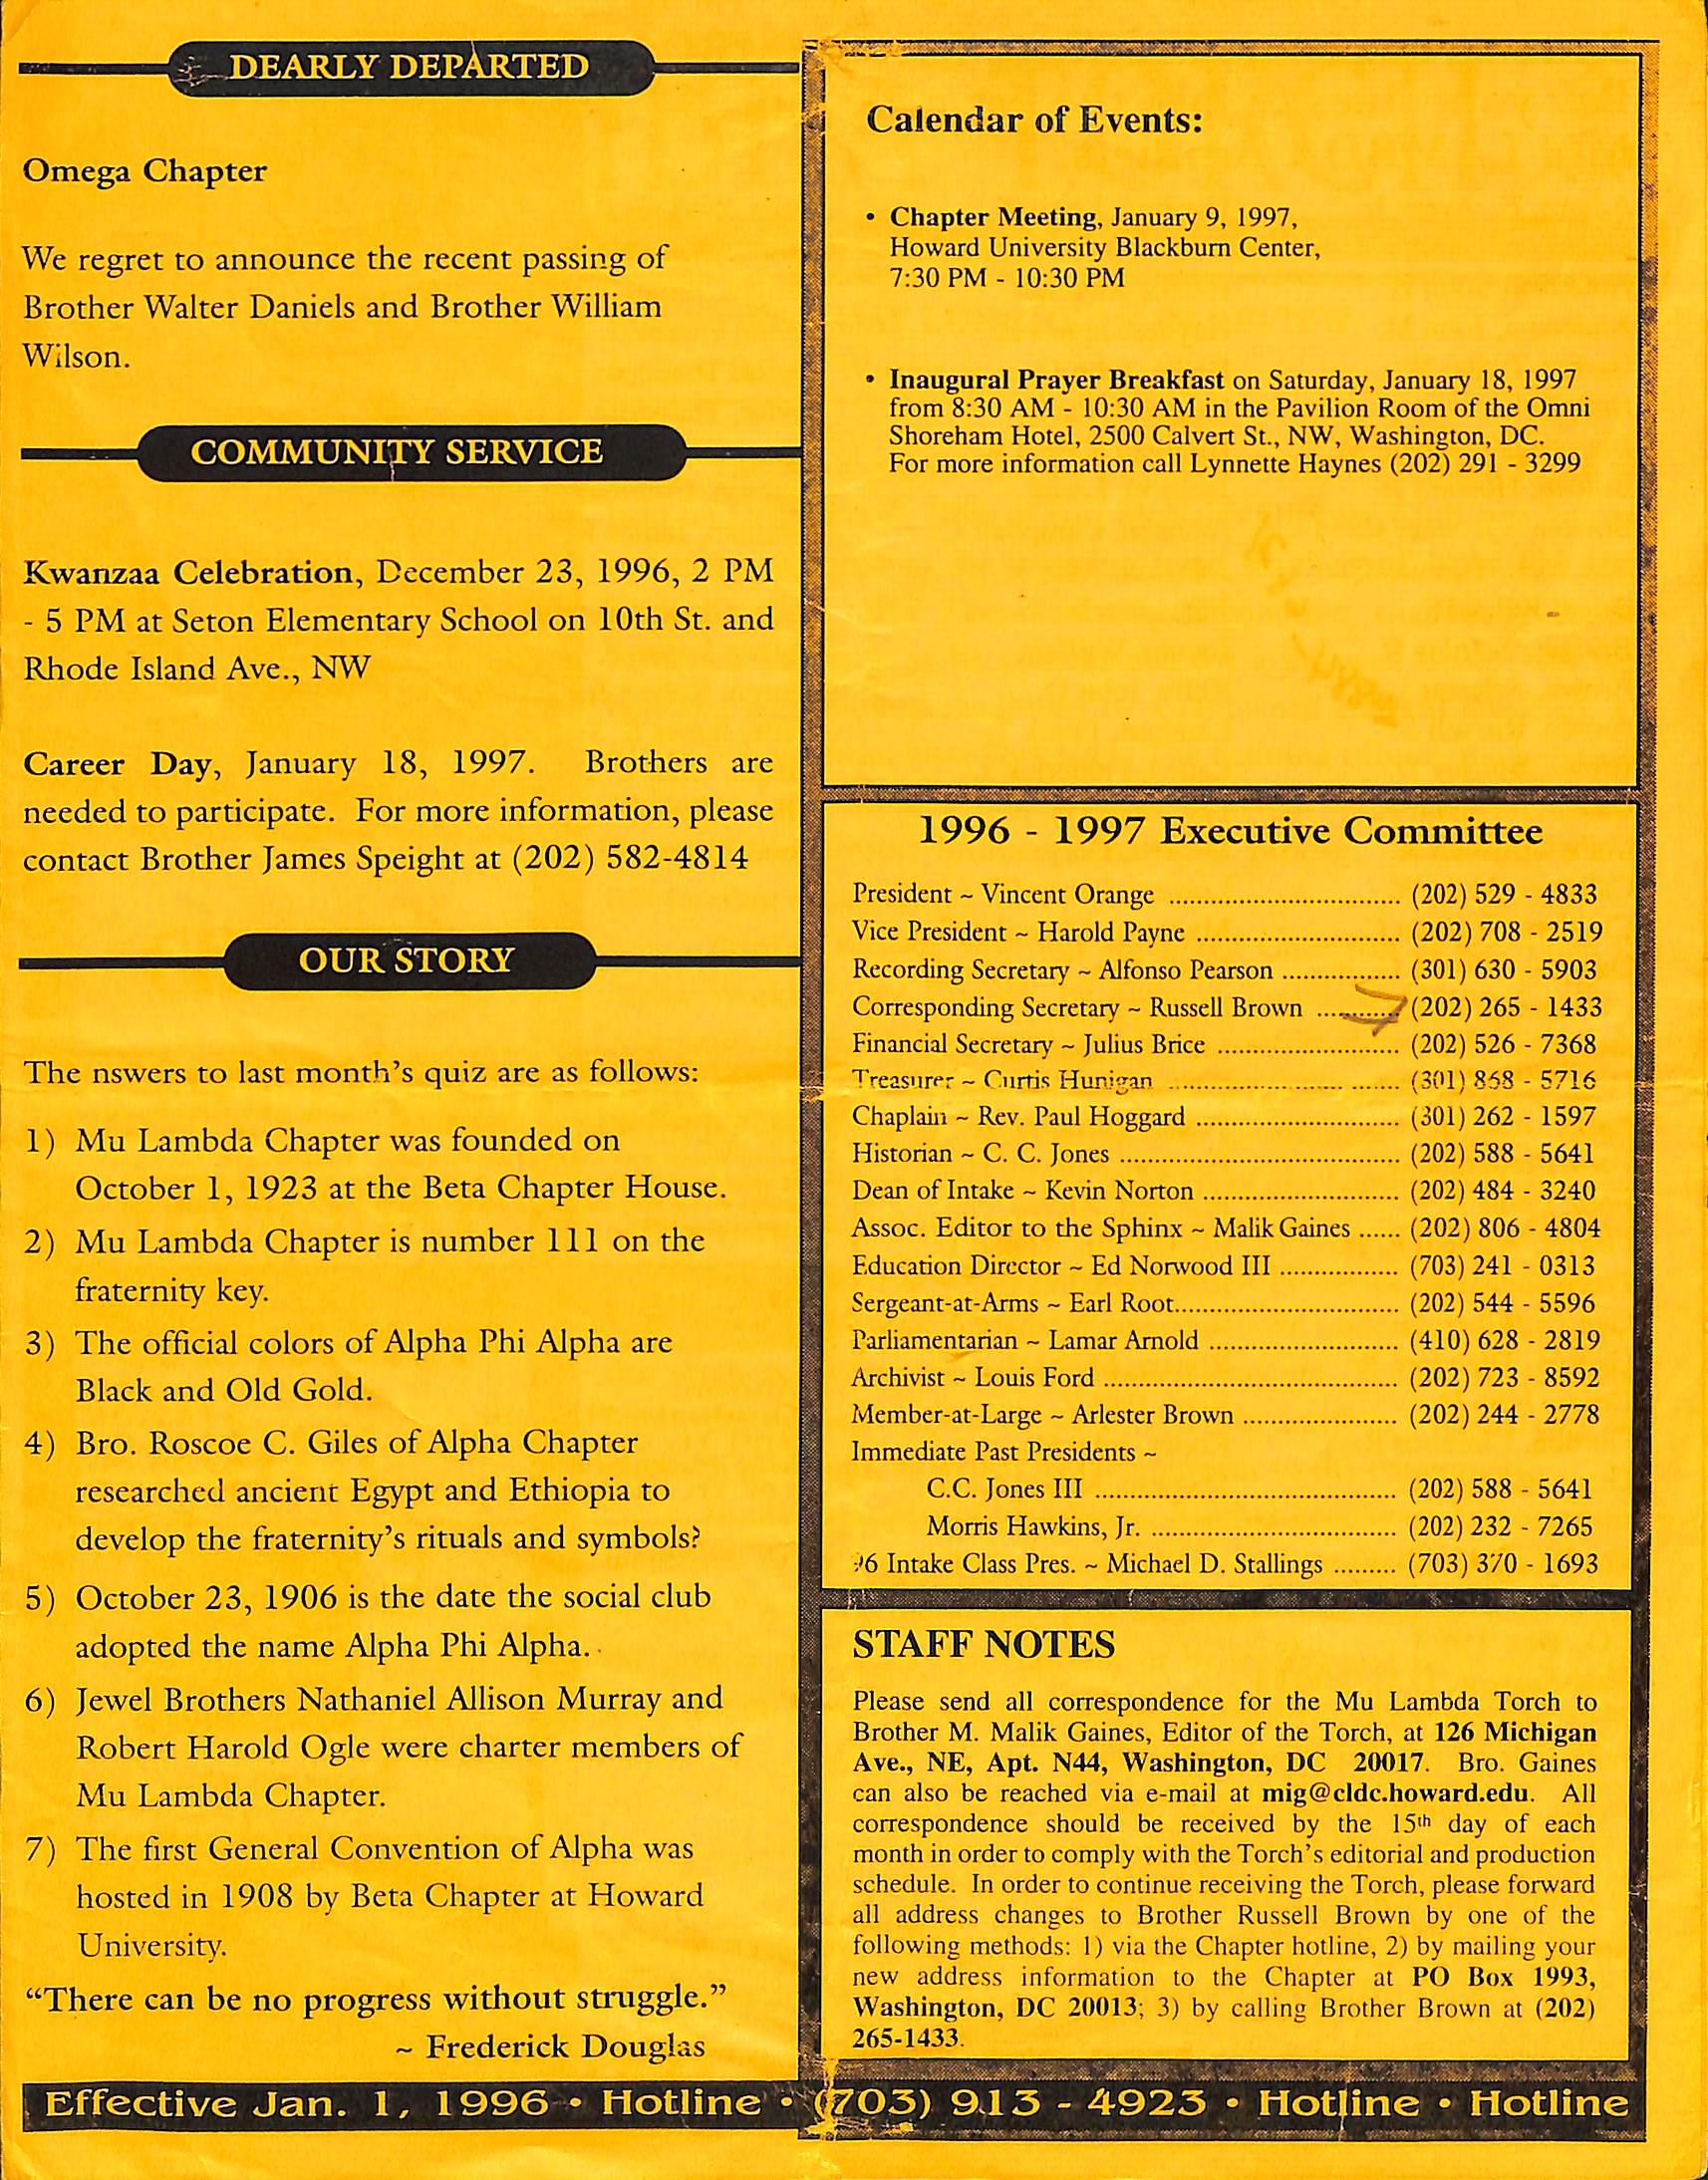 DEARLY DEPARTED
Omega Chapter
We regret to announce the recent passing of
Brother Walter Daniels and Brother William
Wilson.
COMMUNITY SERVICE
Kwanzaa Celebration, December 23, 1996, 2 PM
- 5 PM at Seton Elementary School on 10th St. and
Rhode Island Ave., NW
Career Day, January 18, 1997. Brothers are
needed to participate. For more information, please
contact Brother James Speight at (202) 582-4814
OUR STORY
The nswers to last month's quiz are as follows:
1) Mu Lambda Chapter was founded on
October 1, 1923 at the Beta Chapter House.
2) Mu Lambda Chapter is number 111 on the
fraternity key.
3) The official colors of Alpha Phi Alpha are
Black and Old Gold.
4) Bro. Roscoe C. Giles of Alpha Chapter
researched ancient Egypt and Ethiopia to
develop the fraternity's rituals and symbols?
5) October 23, 1906 is the date the social club
adopted the name Alpha Phi Alpha.
6) Jewel Brothers Nathaniel Allison Murray and
Robert Harold Ogle were charter members of
Mu Lambda Chapter.
7) The first General Convention of Alpha was
hosted in 1908 by Beta Chapter at Howard
University.
"There can be no progress without struggle."
~ Frederick Douglas
Calendar of Events:
• Chapter Meeting, January 9, 1997,
Howard University Blackburn Center,
7:30 PM - 10:30 PM
• Inaugural Prayer Breakfast on Saturday, January 18, 1997
from 8:30 AM - 10:30 AM in the Pavilion Room of the Omni
Shoreham Hotel, 2500 Calvert St., NW, Washington, DC.
For more information call Lynnette Haynes (202) 291 - 3299
1996 - 1997 Executive Committee
President ~ Vincent Orange .................................. (202) 529 - 4833
Vice President ~ Harold Payne .............................. (202) 708 - 2519
Recording Secretary ~ Alfonso Pearson ................. (301) 630 - 5903
Corresponding Secretary ~ Russell Brown ............ (202) 265 - 1433
Financial Secretary ~ Julius Brice ........................... (202) 526 - 7368
Treasurer ~ Curtis Hunigan .................................. (301) 868 - 5716
Chaplain ~ Rev. Paul Hoggard .............................. (301) 262 - 1597
Historian ~ C. C. Jones ......................................... (202) 588 - 5641
Dean of Intake ~ Kevin Norton ............................. (202) 484 - 3240
Assoc. Editor to the Sphinx ~ Malik Gaines ...... (202) 806 - 4804
Education Director ~ Ed Norwood III ................. (703) 241 - 0313
Sergeant-at-Arms ~ Earl Root................................. (202) 544 - 5596
Parliamentarian ~ Lamar Arnold ........................... (410) 628 - 2819
Archivist ~ Louis Ford ........................................... (202) 723 - 8592
Member-at-Large ~ Arlester Brown ....................... (202) 244 - 2778
Immediate Past Presidents ~
C.C. Jones III ............................................ (202) 588 - 5641
Morris Hawkins, Jr. .................................... (202) 232 - 7265
'96 Intake Class Pres. ~ Michael D. Stallings ......... (703) 370 - 1693
STAFF NOTES
Please send all correspondence for the Mu Lambda Torch to
Brother M. Malik Gaines, Editor of the Torch, at 126 Michigan
Ave., NE, Apt. N44, Washington, DC 20017. Bro. Gaines
can also be reached via e-mail at mig@cldc.howard.edu. All
correspondence should be received by the 15th day of each
month in order to comply with the Torch's editorial and production
schedule. In order to continue receiving the Torch, please forward
all address changes to Brother Russell Brown by one of the
following methods: 1) via the Chapter hotline, 2) by mailing your
new address information to the Chapter at PO Box 1993,
Washington, DC 20013; 3) by calling Brother Brown at (202)
265-1433.
Effective Jan. 1, 1996 • Hotline • (703) 913 - 4923 • Hotline • Hotline